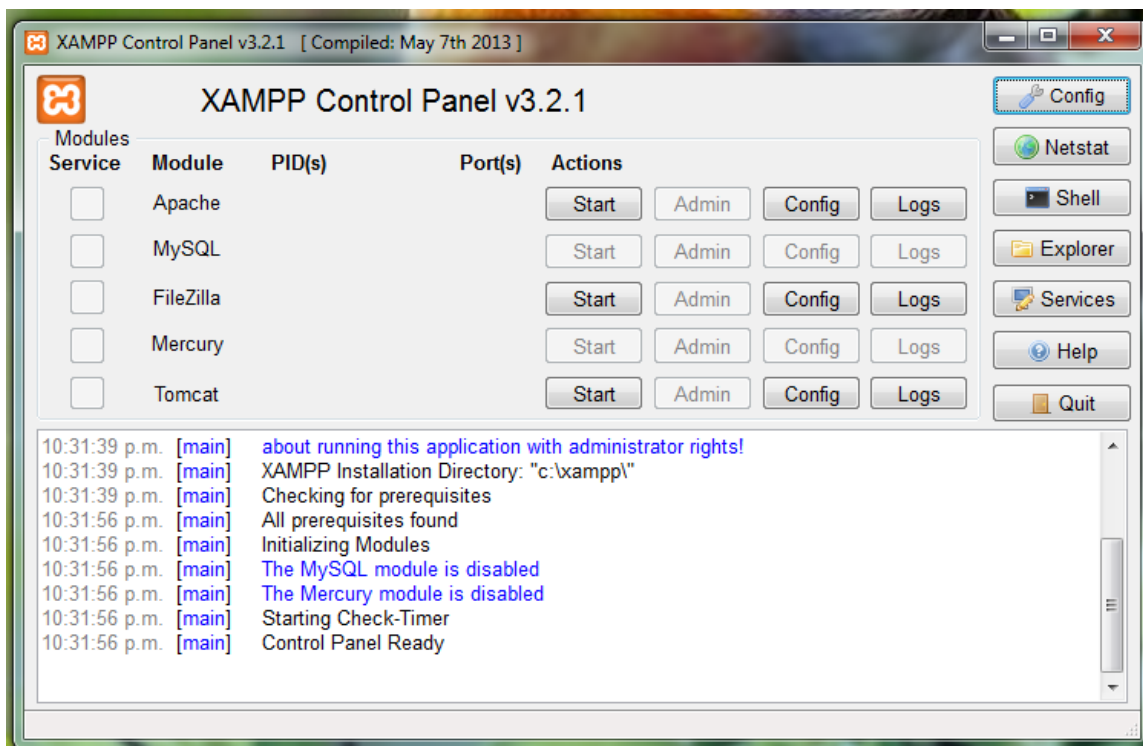 XAMPP Control Panel v3.2.1 [ Compiled: May 7th 2013 ]
XAMPP Control Panel v3.2.1
Config
Modules
Netstat
Service Module PID(s) Port(s) Actions
Apache Start Admin Config Logs
Shell
MySQL Start Admin Config Logs
Explorer
FileZilla Start Admin Config Logs
Services
Mercury Start Admin Config Logs
Help
Tomcat Start Admin Config Logs
Quit
10:31:39 p.m. [main] about running this application with administrator rights!
10:31:39 p.m. [main] XAMPP Installation Directory: "c:\xampp\"
10:31:39 p.m. [main] Checking for prerequisites
10:31:56 p.m. [main] All prerequisites found
10:31:56 p.m. [main] Initializing Modules
10:31:56 p.m. [main] The MySQL module is disabled
10:31:56 p.m. [main] The Mercury module is disabled
10:31:56 p.m. [main] Starting Check-Timer
10:31:56 p.m. [main] Control Panel Ready